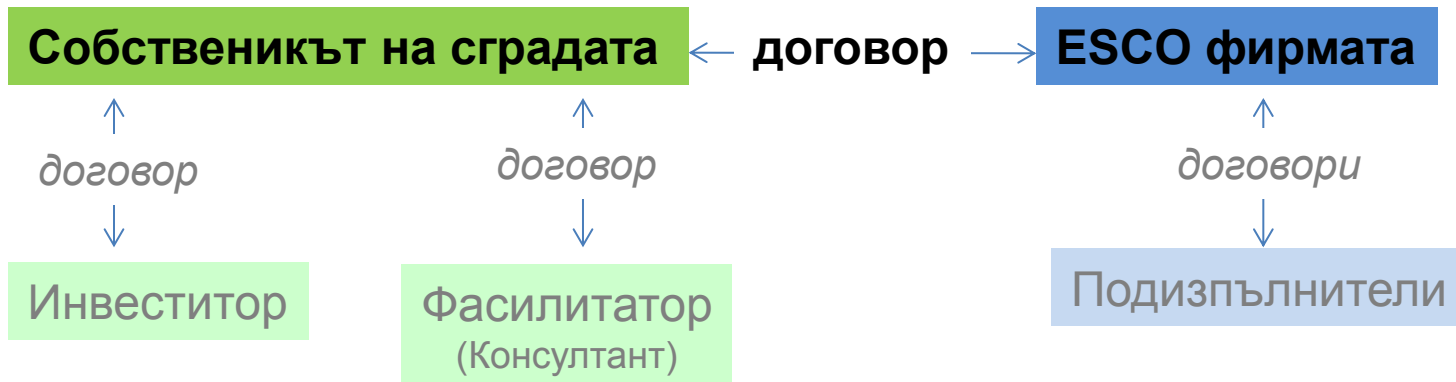 Собственикът на сградата
договор
ESCO фирмата
договор
договор
договори
Инвеститор
Фасилитатор
(Консултант)
Подизпълнители